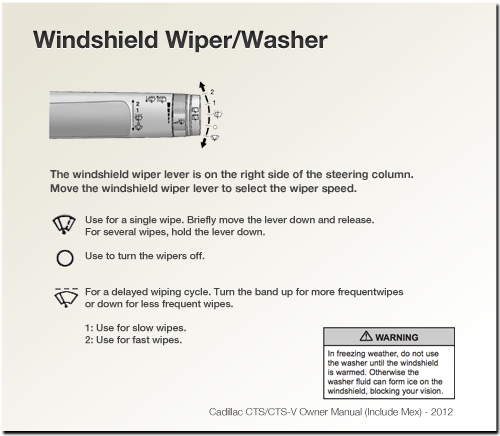 Windshield Wiper/Washer
2
1
2
1
The windshield wiper lever is on the right side of the steering column.
Move the windshield wiper lever to select the wiper speed.
Use for a single wipe. Briefly move the lever down and release.
For several wipes, hold the lever down.
Use to turn the wipers off.
For a delayed wiping cycle. Turn the band up for more frequentwipes
or down for less frequent wipes.
1: Use for slow wipes.
2: Use for fast wipes.
WARNING
In freezing weather, do not use
the washer until the windshield
is warmed. Otherwise the
washer fluid can form ice on the
windshield, blocking your vision.
Cadillac CTS/CTS-V Owner Manual (Include Mex) - 2012